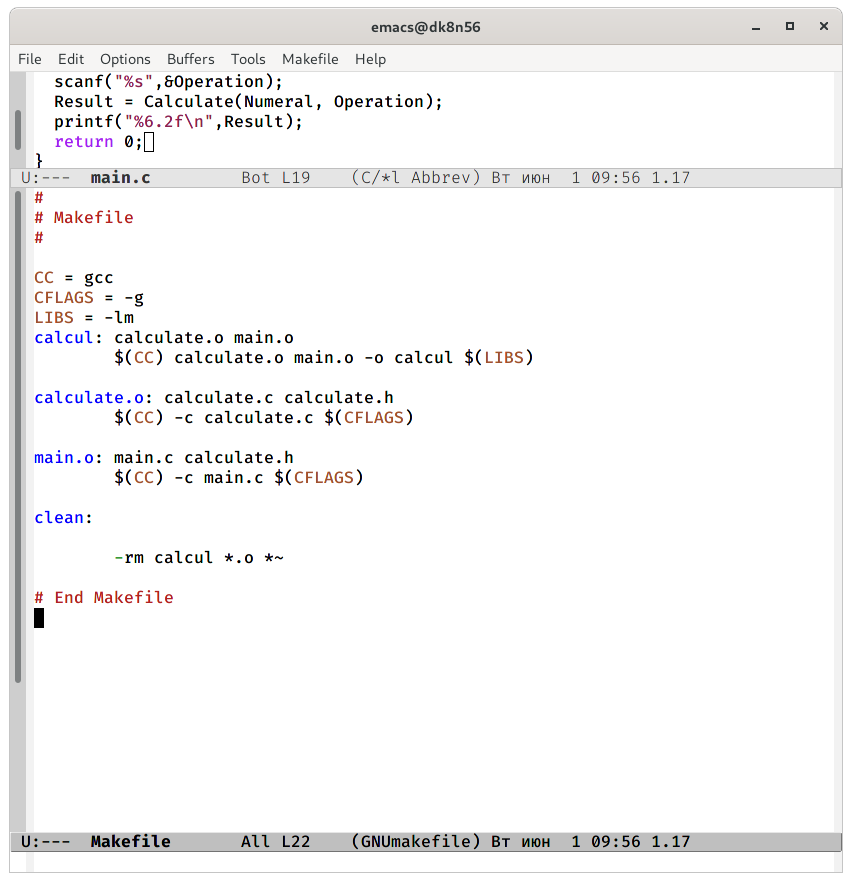 emacs@dk8n56
File Edit Options Buffers Tools Makefile Help
scanf("%s",&Operation);
Result = Calculate(Numeral, Operation);
printf("%6.2f\n",Result);
return 0;
}
U:--- main.c Bot L19 (C/*l Abbrev) Вт июн 1 09:56 1.17
#
# Makefile
#
CC = gcc
CFLAGS = -g
LIBS = -lm
calcul: calculate.o main.o
$(CC) calculate.o main.o -o calcul $(LIBS)
calculate.o: calculate.c calculate.h
$(CC) -c calculate.c $(CFLAGS)
main.o: main.c calculate.h
$(CC) -c main.c $(CFLAGS)
clean:
-rm calcul *.o *~
# End Makefile
U:--- Makefile All L22 (GNUmakefile) Вт июн 1 09:56 1.17